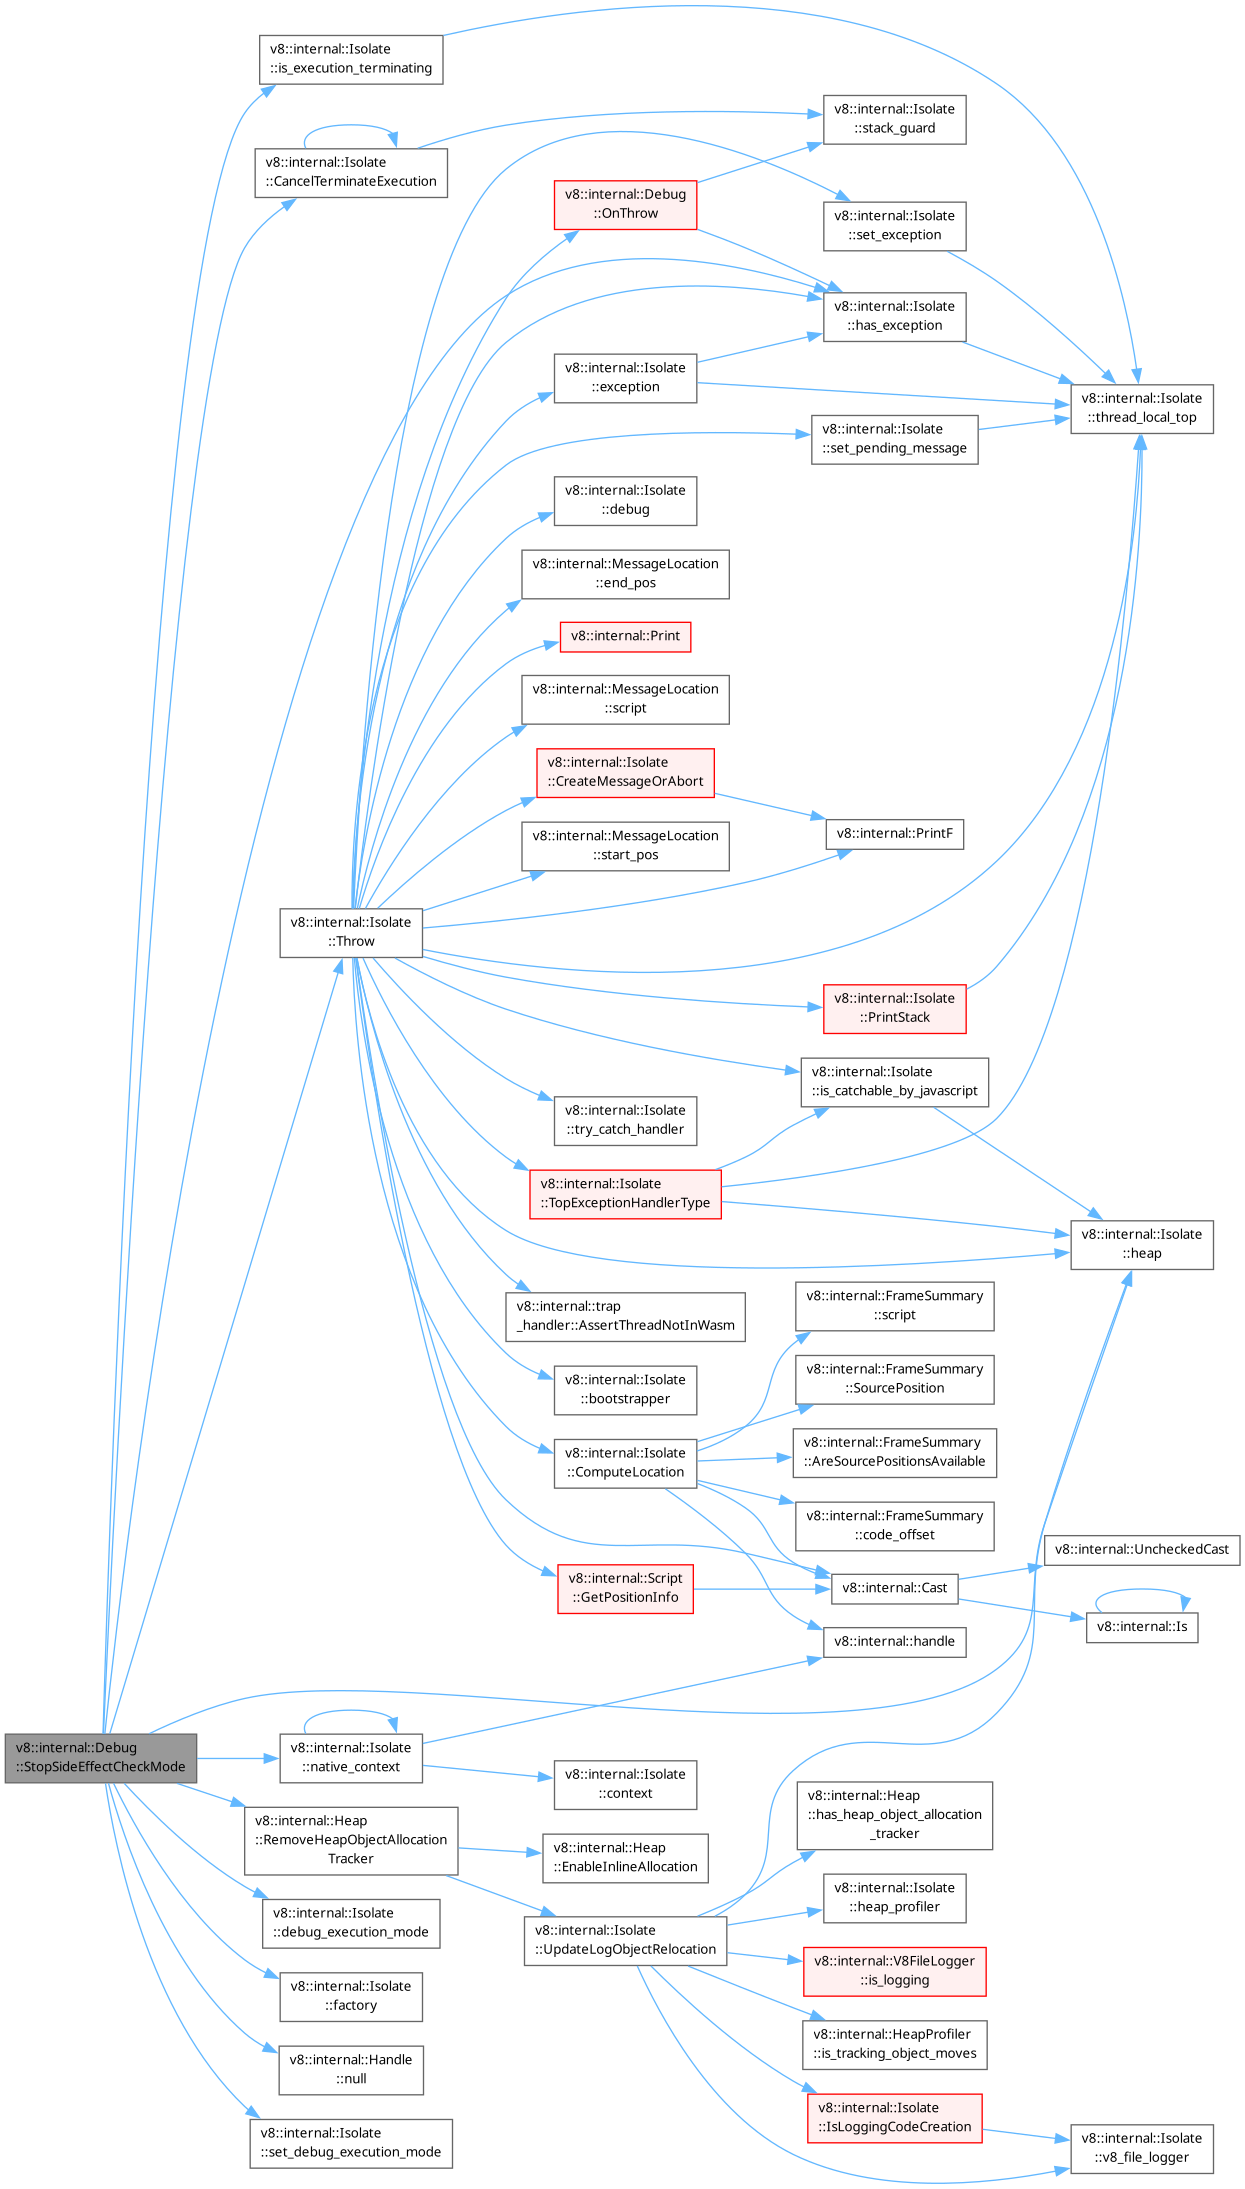 v8::internal::Isolate
::is_execution_terminating
v8::internal::Isolate
::stack_guard
v8::internal::Isolate
::CancelTerminateExecution
v8::internal::Debug
::OnThrow
v8::internal::Isolate
::set_exception
v8::internal::Isolate
::has_exception
v8::internal::Isolate
::exception
v8::internal::Isolate
::thread_local_top
v8::internal::Isolate
::set_pending_message
v8::internal::Isolate
::debug
v8::internal::MessageLocation
::end_pos
v8::internal::Print
v8::internal::MessageLocation
::script
v8::internal::Isolate
::CreateMessageOrAbort
v8::internal::MessageLocation
::start_pos
v8::internal::PrintF
v8::internal::Isolate
::Throw
v8::internal::Isolate
::PrintStack
v8::internal::Isolate
::is_catchable_by_javascript
v8::internal::Isolate
::try_catch_handler
v8::internal::Isolate
::TopExceptionHandlerType
v8::internal::Isolate
::heap
v8::internal::trap
_handler::AssertThreadNotInWasm
v8::internal::FrameSummary
::script
v8::internal::Isolate
::bootstrapper
v8::internal::FrameSummary
::SourcePosition
v8::internal::Isolate
::ComputeLocation
v8::internal::FrameSummary
::AreSourcePositionsAvailable
v8::internal::FrameSummary
::code_offset
v8::internal::UncheckedCast
v8::internal::Script
::GetPositionInfo
v8::internal::Cast
v8::internal::Is
v8::internal::handle
v8::internal::Debug
::StopSideEffectCheckMode
v8::internal::Isolate
::native_context
v8::internal::Isolate
::context
v8::internal::Heap
::has_heap_object_allocation
_tracker
v8::internal::Heap
::RemoveHeapObjectAllocation
Tracker
v8::internal::Heap
::EnableInlineAllocation
v8::internal::Isolate
::heap_profiler
v8::internal::Isolate
::debug_execution_mode
v8::internal::Isolate
::UpdateLogObjectRelocation
v8::internal::V8FileLogger
::is_logging
v8::internal::Isolate
::factory
v8::internal::HeapProfiler
::is_tracking_object_moves
v8::internal::Handle
::null
v8::internal::Isolate
::IsLoggingCodeCreation
v8::internal::Isolate
::set_debug_execution_mode
v8::internal::Isolate
::v8_file_logger